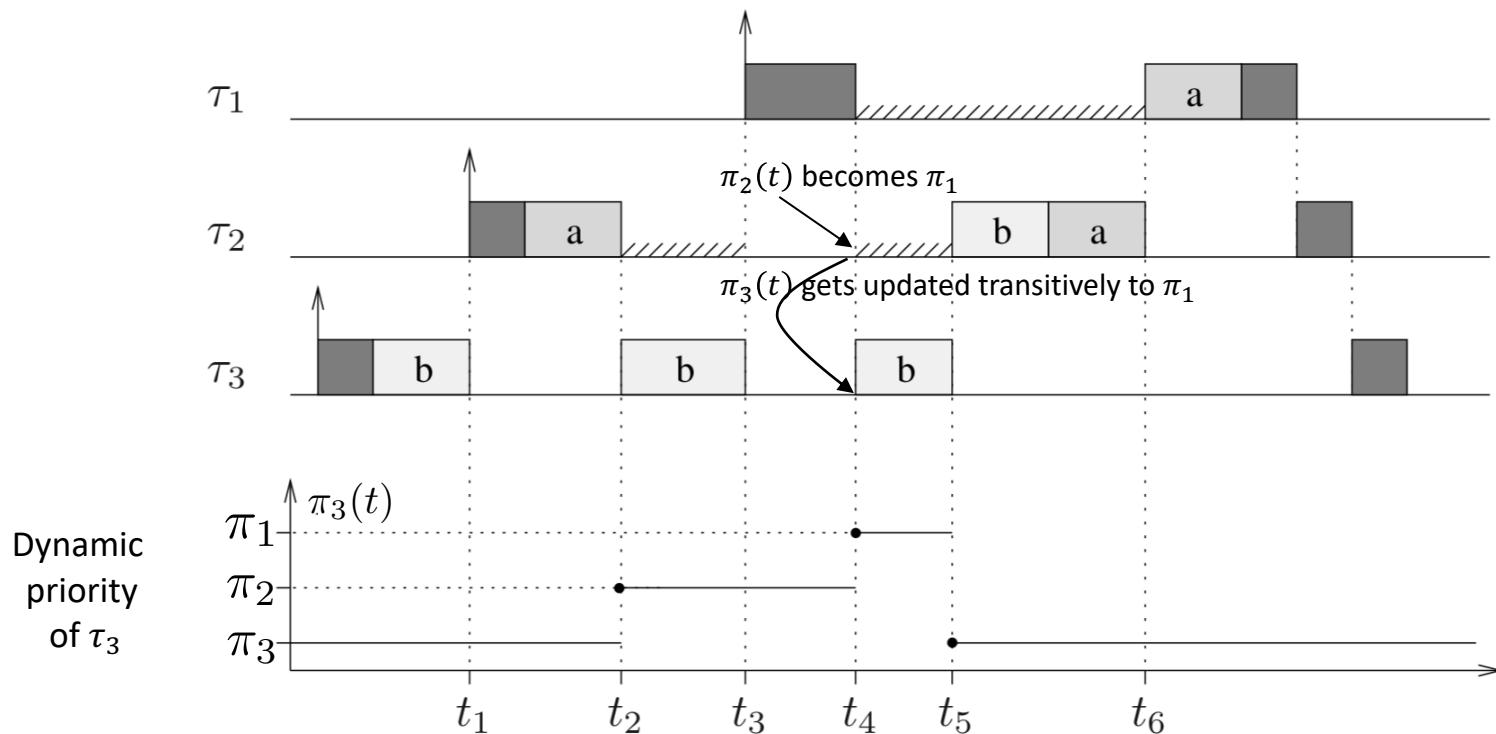 τ₁
a
π₂(t) becomes π₁
τ₂
a
b
a
π₃(t) gets updated transitively to π₁
τ₃
b
b
b
π₃(t)
π₁
π₂
π₃
Dynamic
priority
of τ₃
t₁
t₂
t₃
t₄
t₅
t₆